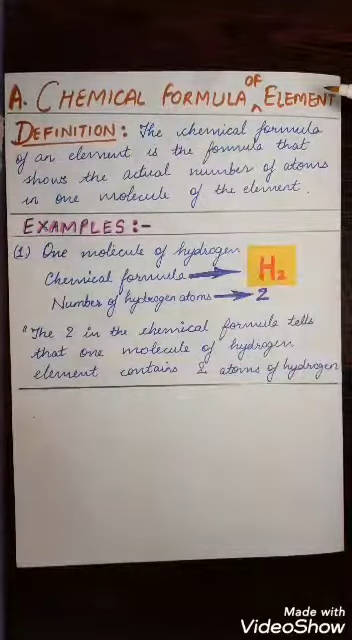 A. CHEMICAL FORMULA OF ELEMENT
DEFINITION: The chemical formula
of an element is the formula that
shows the actual number of atoms
in one molecule of the element.
EXAMPLES:-
(1) One molecule of hydrogen
Chemical formula → H₂
Number of hydrogen atoms → 2
"The 2 in the chemical formula tells
that one molecule of hydrogen
element contains 2 atoms of hydrogen
Made with
VideoShow